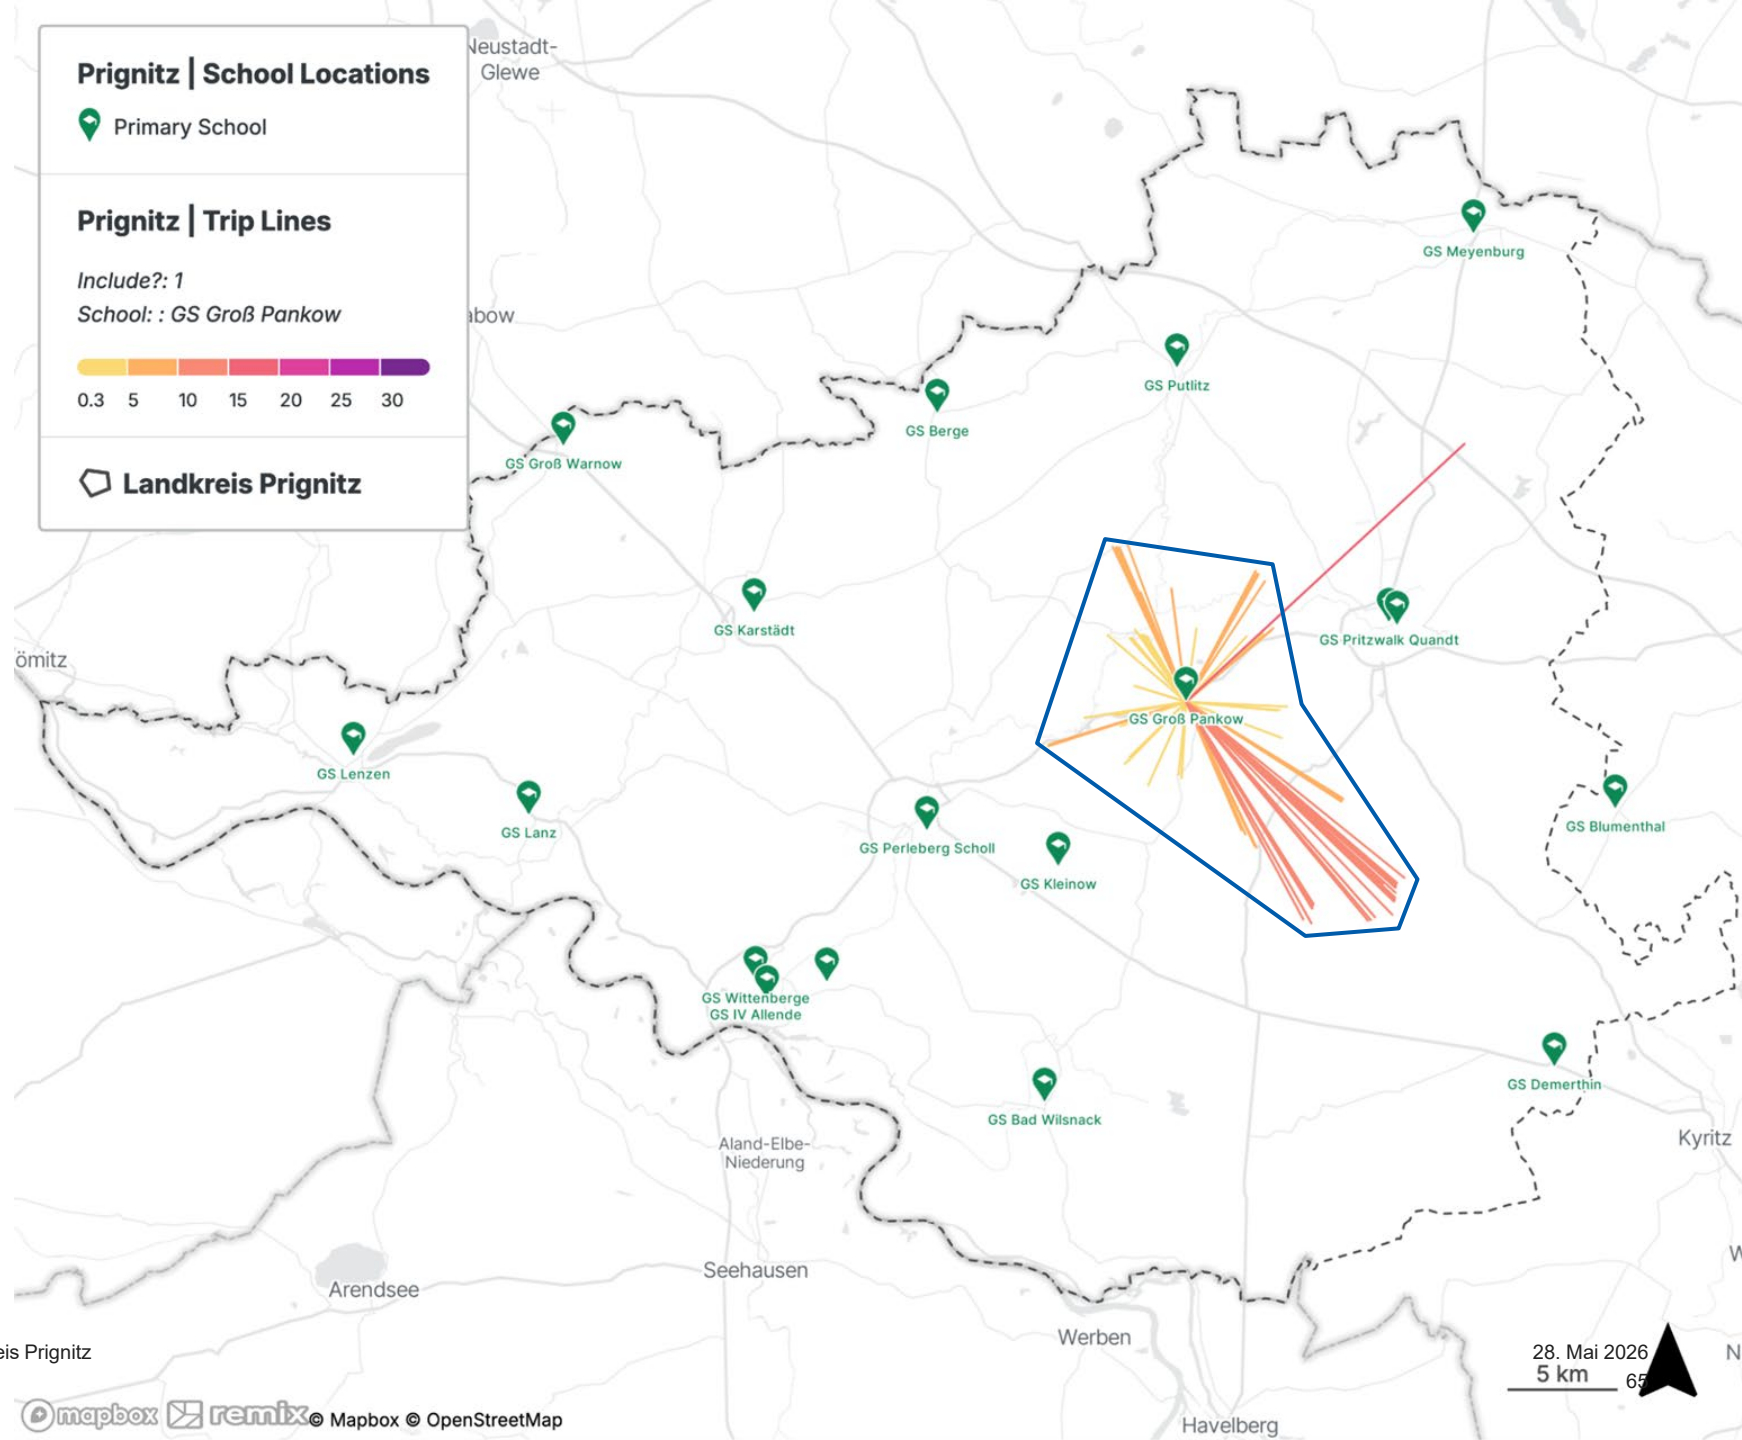 Prignitz | School Locations
Primary School
Prignitz | Trip Lines
Include?: 1
School: : GS Groß Pankow
0.3 5 10 15 20 25 30
Landkreis Prignitz
Neustadt-
Glewe
abow
ömitz
GS Meyenburg
GS Putlitz
GS Berge
GS Groß Warnow
GS Karstädt
GS Pritzwalk Quandt
GS Groß Pankow
GS Lenzen
GS Lanz
GS Perleberg Scholl
GS Kleinow
GS Blumenthal
GS Wittenberge
GS IV Allende
GS Demerthin
GS Bad Wilsnack
Kyritz
Aland-Elbe-
Niederung
Seehausen
Arendsee
Werben
Havelberg
W
N
eis Prignitz
28. Mai 2026
5 km
65
mapbox remix © Mapbox © OpenStreetMap